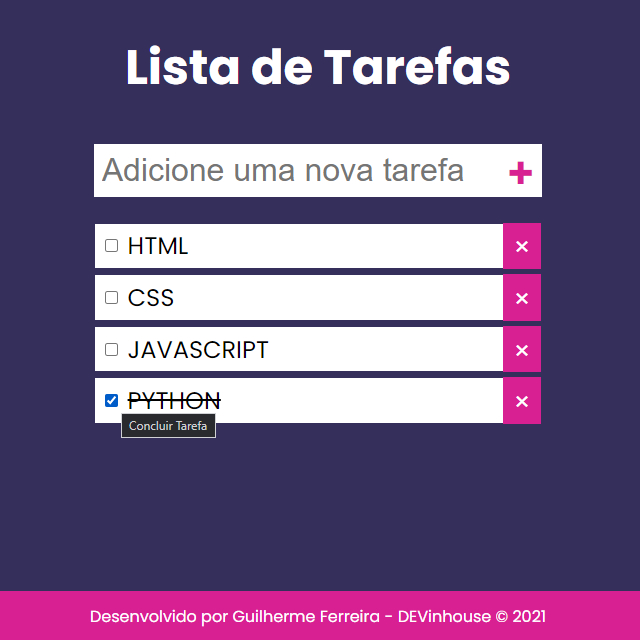 Lista de Tarefas
Adicione uma nova tarefa +
HTML ×
CSS ×
JAVASCRIPT ×
PYTHON ×
Concluir Tarefa
Desenvolvido por Guilherme Ferreira - DEVinhouse © 2021